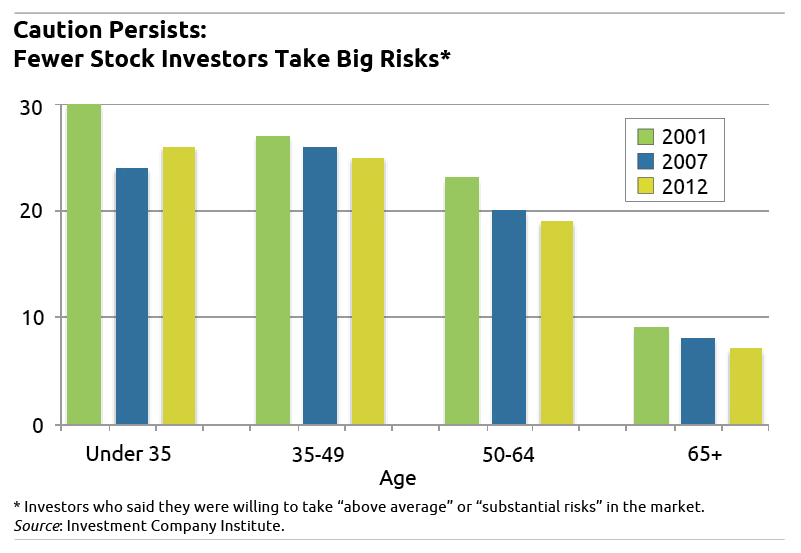 Caution Persists:
Fewer Stock Investors Take Big Risks*
30
20
10
0
2001
2007
2012
Under 35
35-49
50-64
65+
Age
* Investors who said they were willing to take “above average” or “substantial risks” in the market.
Source: Investment Company Institute.